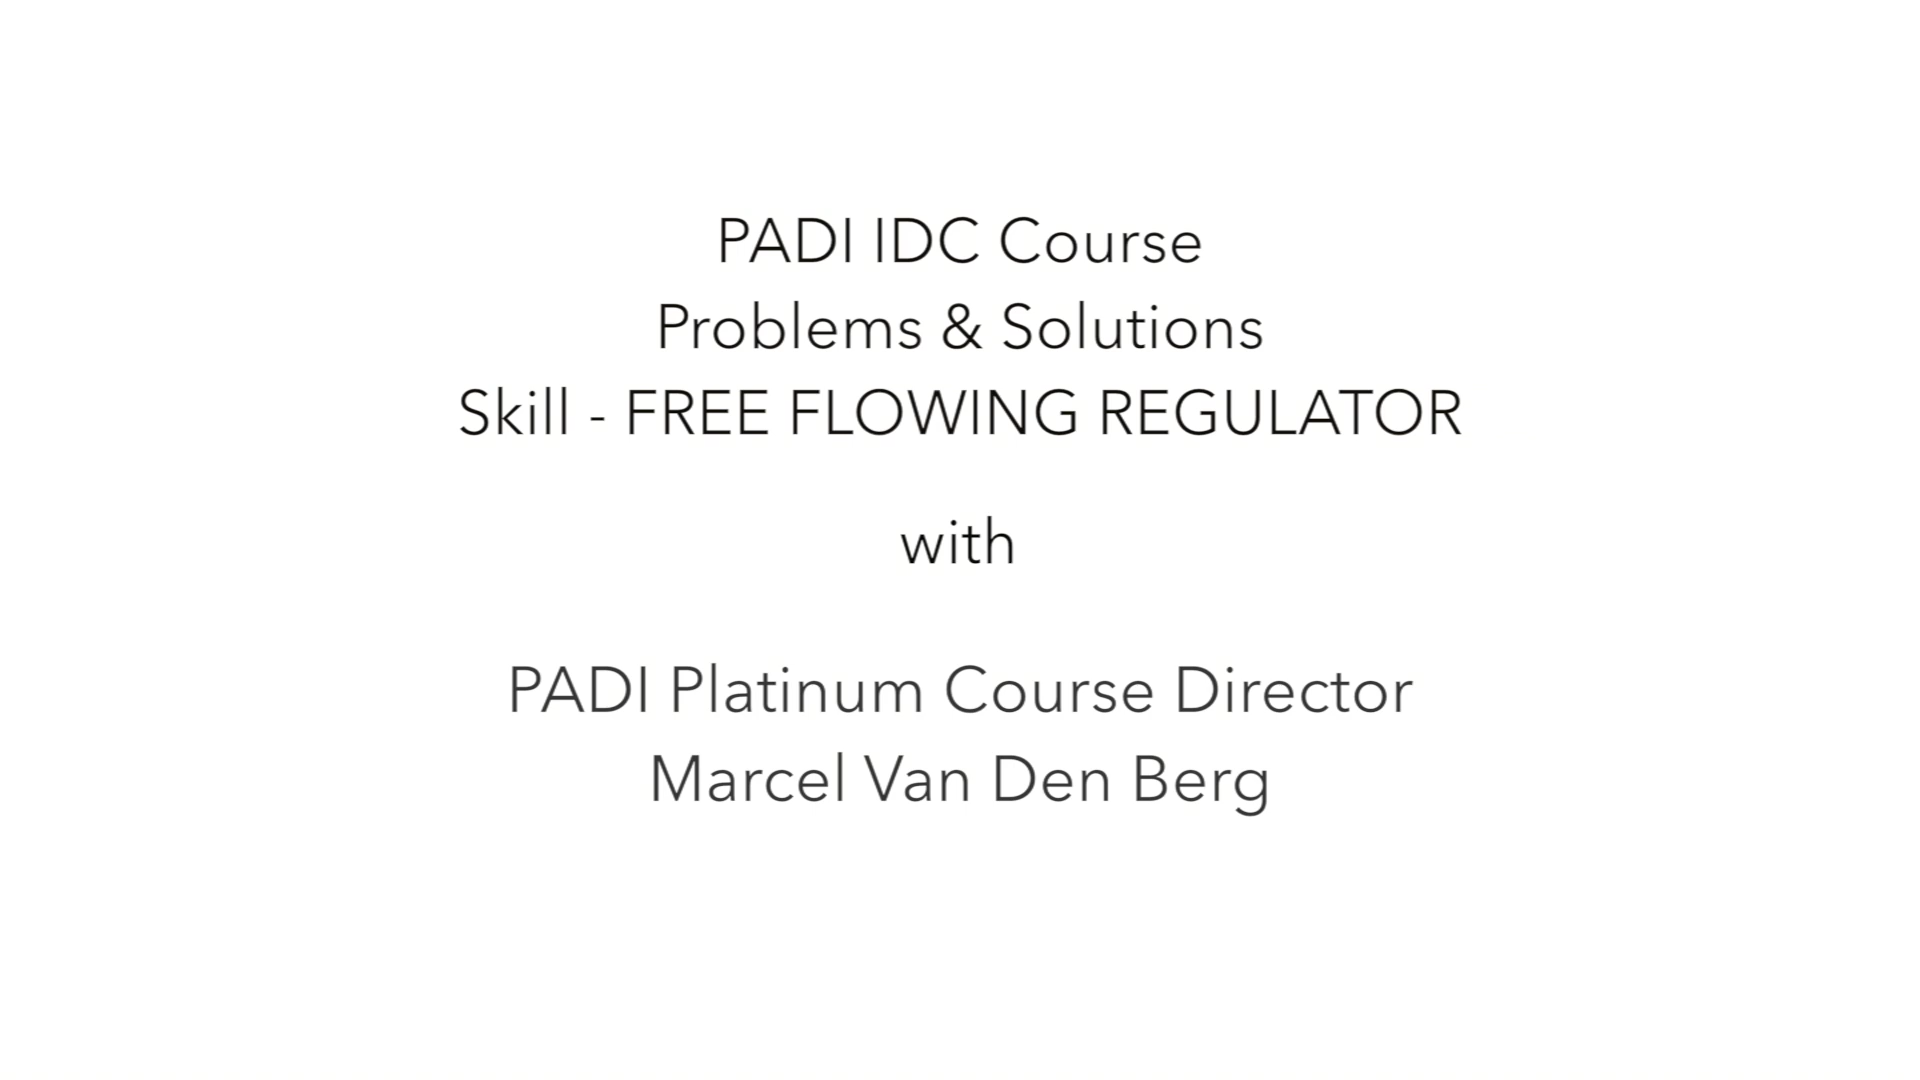 PADI IDC Course
Problems & Solutions
Skill - FREE FLOWING REGULATOR
with
PADI Platinum Course Director
Marcel Van Den Berg